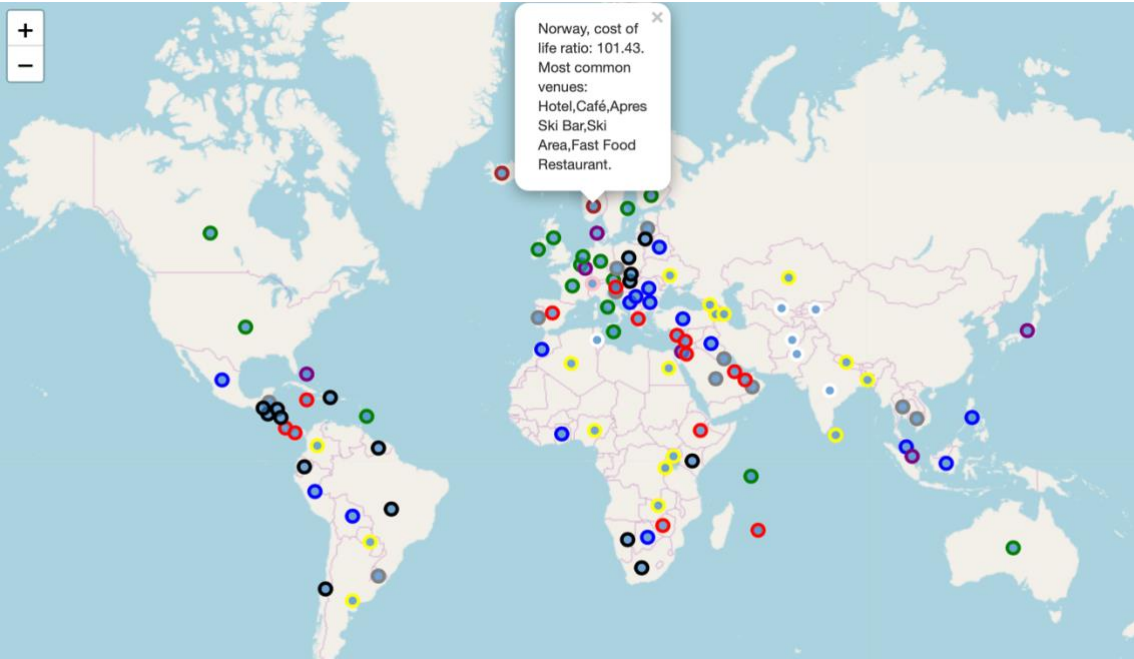 +
−
×
Norway, cost of
life ratio: 101.43.
Most common
venues:
Hotel,Café,Apres
Ski Bar,Ski
Area,Fast Food
Restaurant.